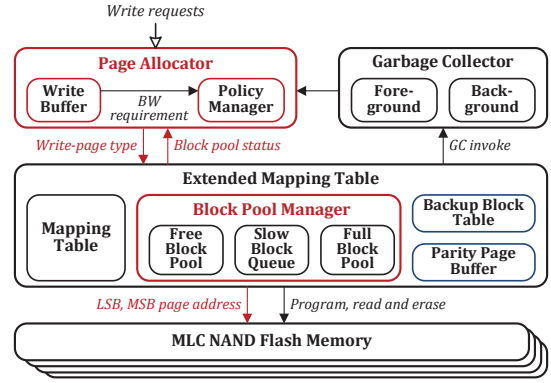 Write requests
Page Allocator
Write
Buffer
BW
requirement
Policy
Manager
Garbage Collector
Fore-
ground
Back-
ground
Write-page type
Block pool status
GC invoke
Extended Mapping Table
Mapping
Table
Block Pool Manager
Free
Block
Pool
Slow
Block
Queue
Full
Block
Pool
Backup Block
Table
Parity Page
Buffer
LSB, MSB page address
Program, read and erase
MLC NAND Flash Memory